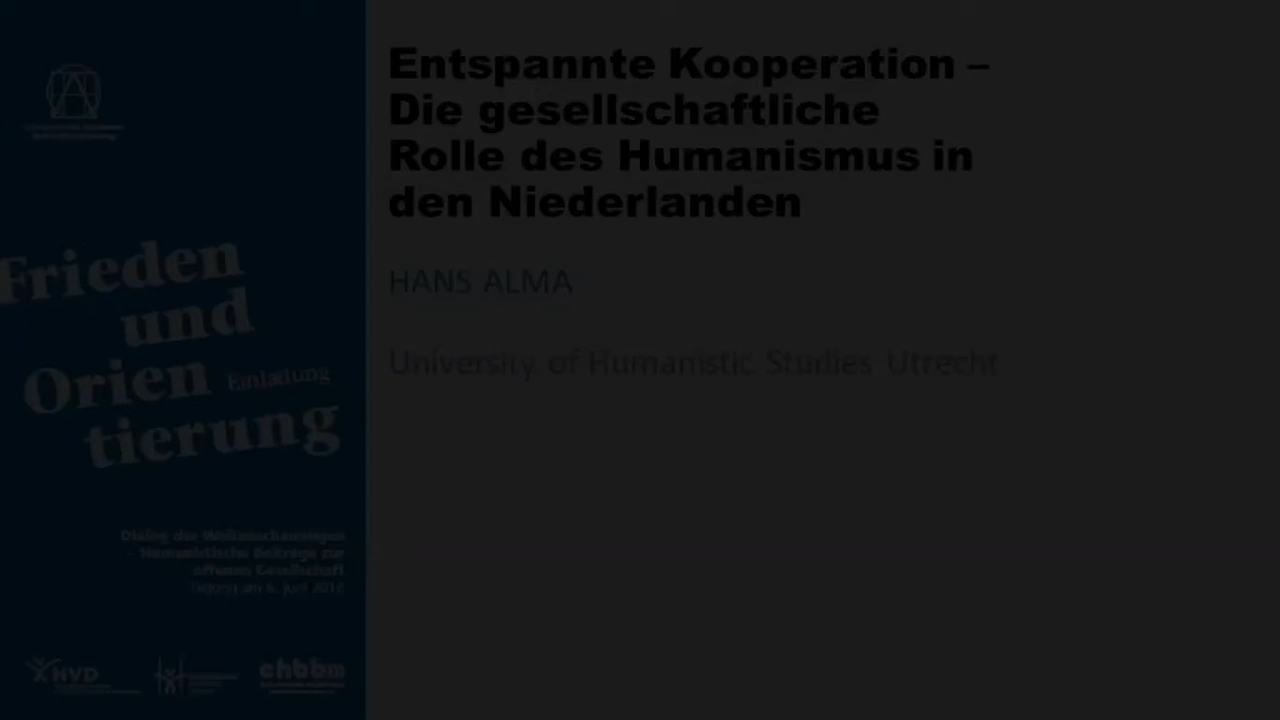 Entspannte Kooperation –
Die gesellschaftliche
Rolle des Humanismus in
den Niederlanden
HANS ALMA
University of Humanistic Studies Utrecht
Frieden
und
Orien
Einladung
tierung
Dialog der Weltanschauungen
– Humanistische Beiträge zur
offenen Gesellschaft
HVD